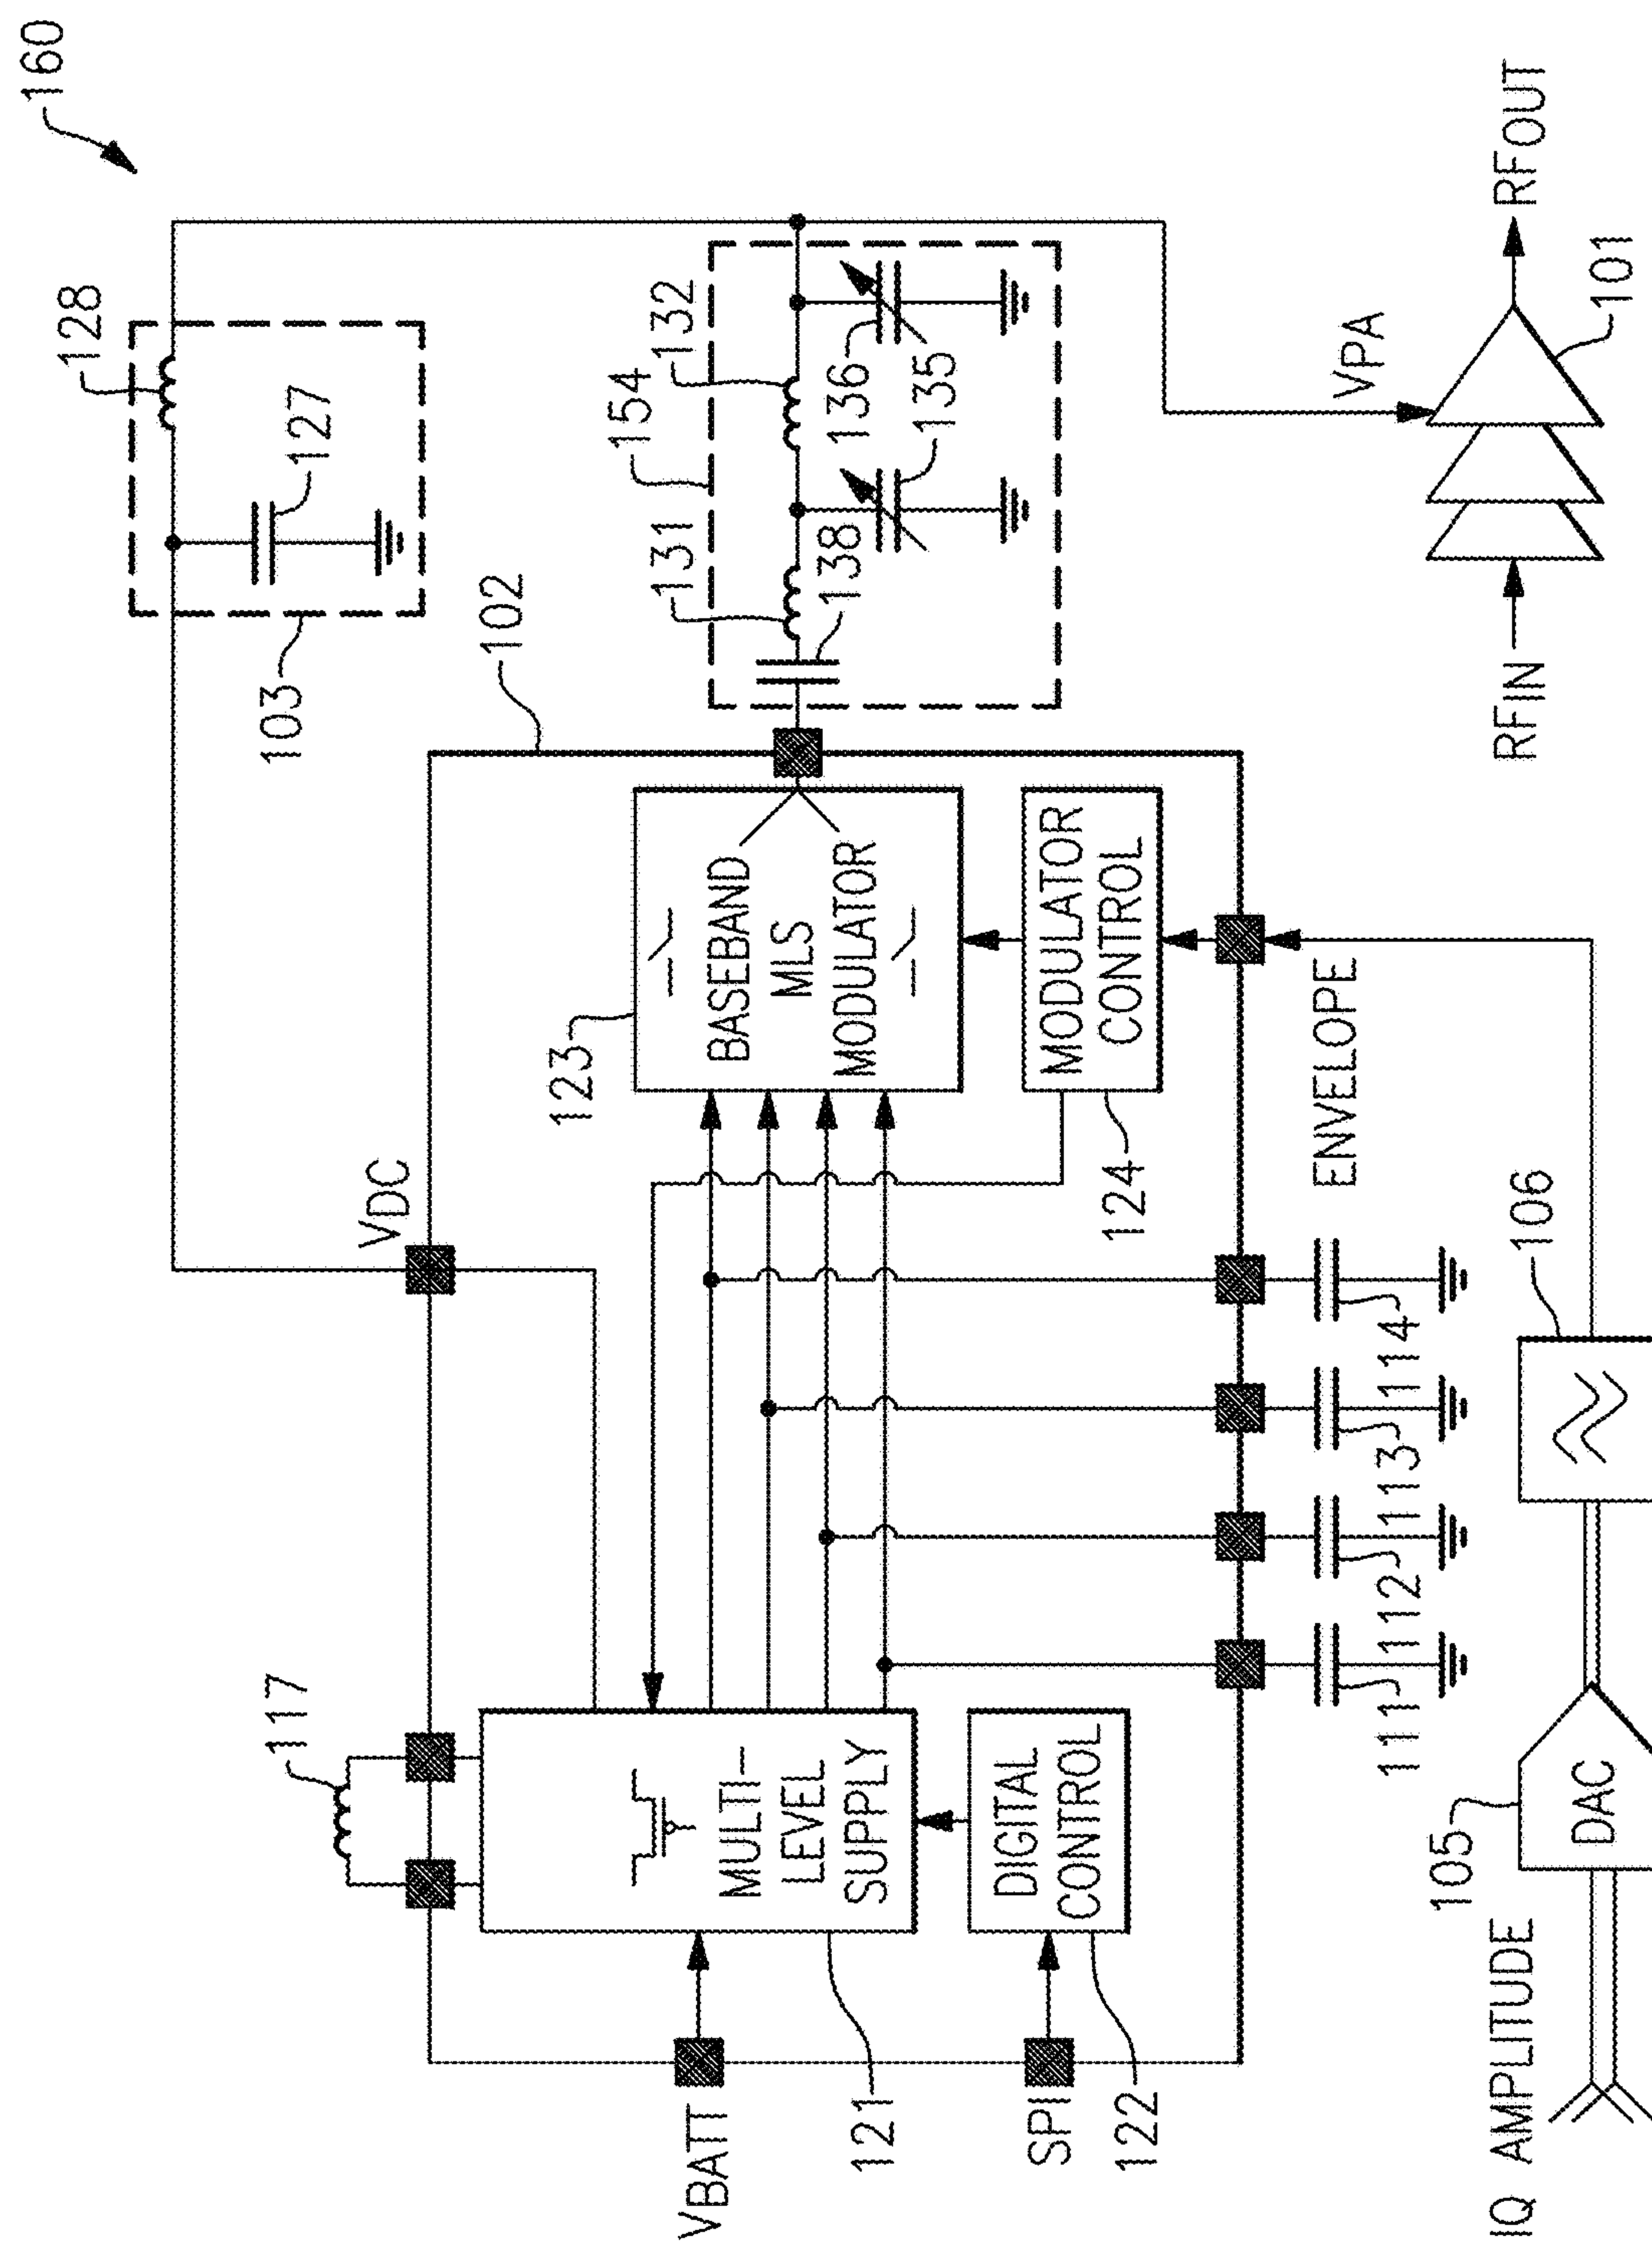 160
128
127
103
VDC
102
154
131
132
138
136
135
117
123
BASEBAND
MLS
MODULATOR
MULTI-
LEVEL
SUPPLY
VBATT
121
DIGITAL
CONTROL
SPI
122
MODULATOR
CONTROL
124
ENVELOPE
111
112
113
114
VPA
RFIN
RFOUT
101
IQ AMPLITUDE
105
DAC
106